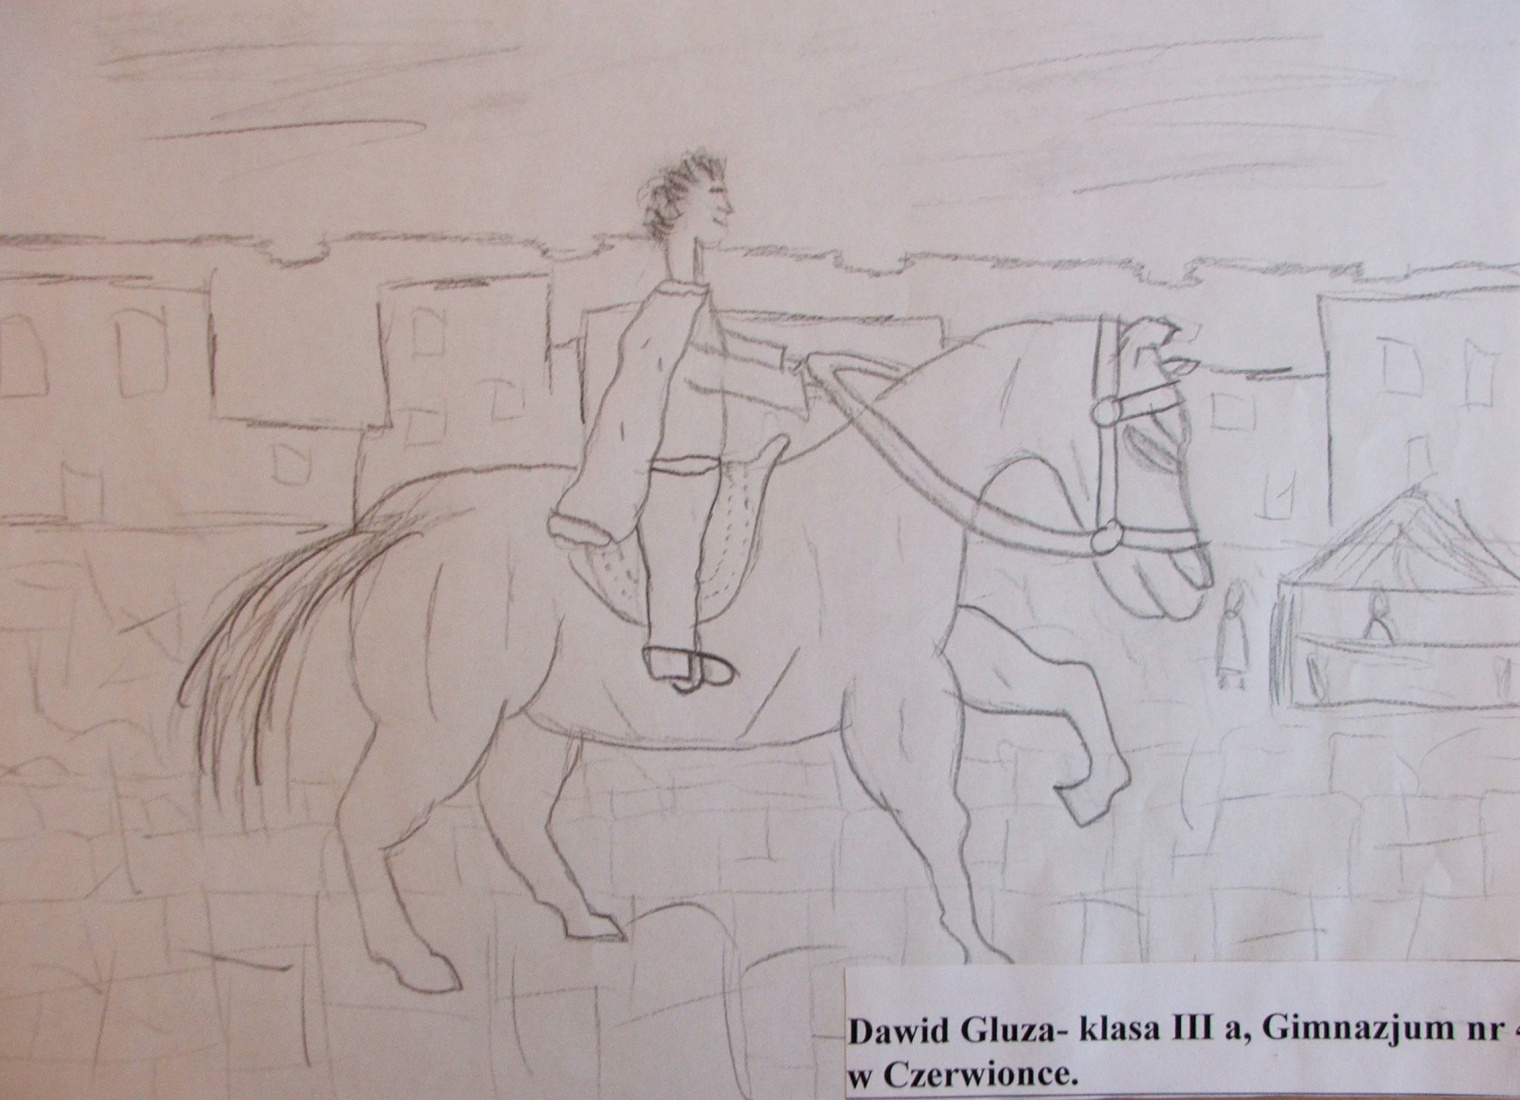 Dawid Gluza- klasa III a, Gimnazjum nr
w Czerwionce.